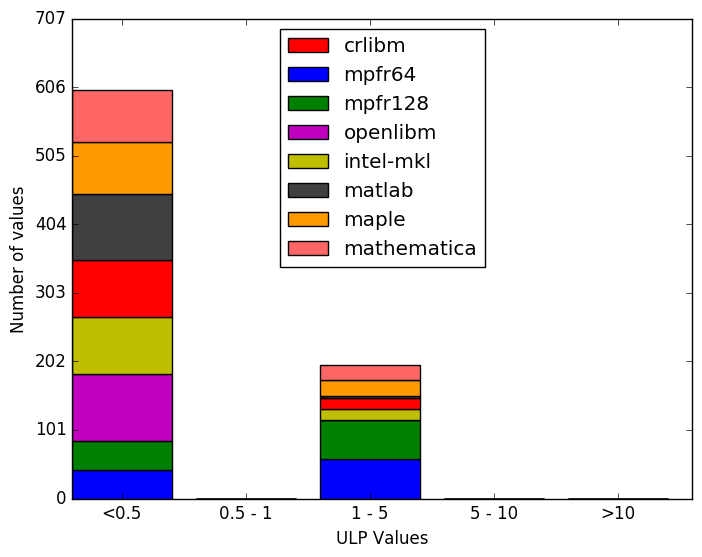 707
606
505
404
303
202
101
0
Number of values
crlibm
mpfr64
mpfr128
openlibm
intel-mkl
matlab
maple
mathematica
<0.5
0.5 - 1
1 - 5
5 - 10
>10
ULP Values